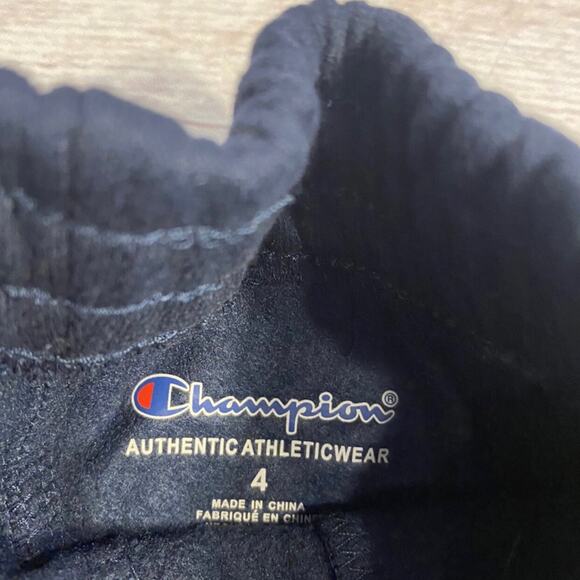 Champion®
AUTHENTIC ATHLETICWEAR
4
MADE IN CHINA
FABRIQUÉ EN CHINE